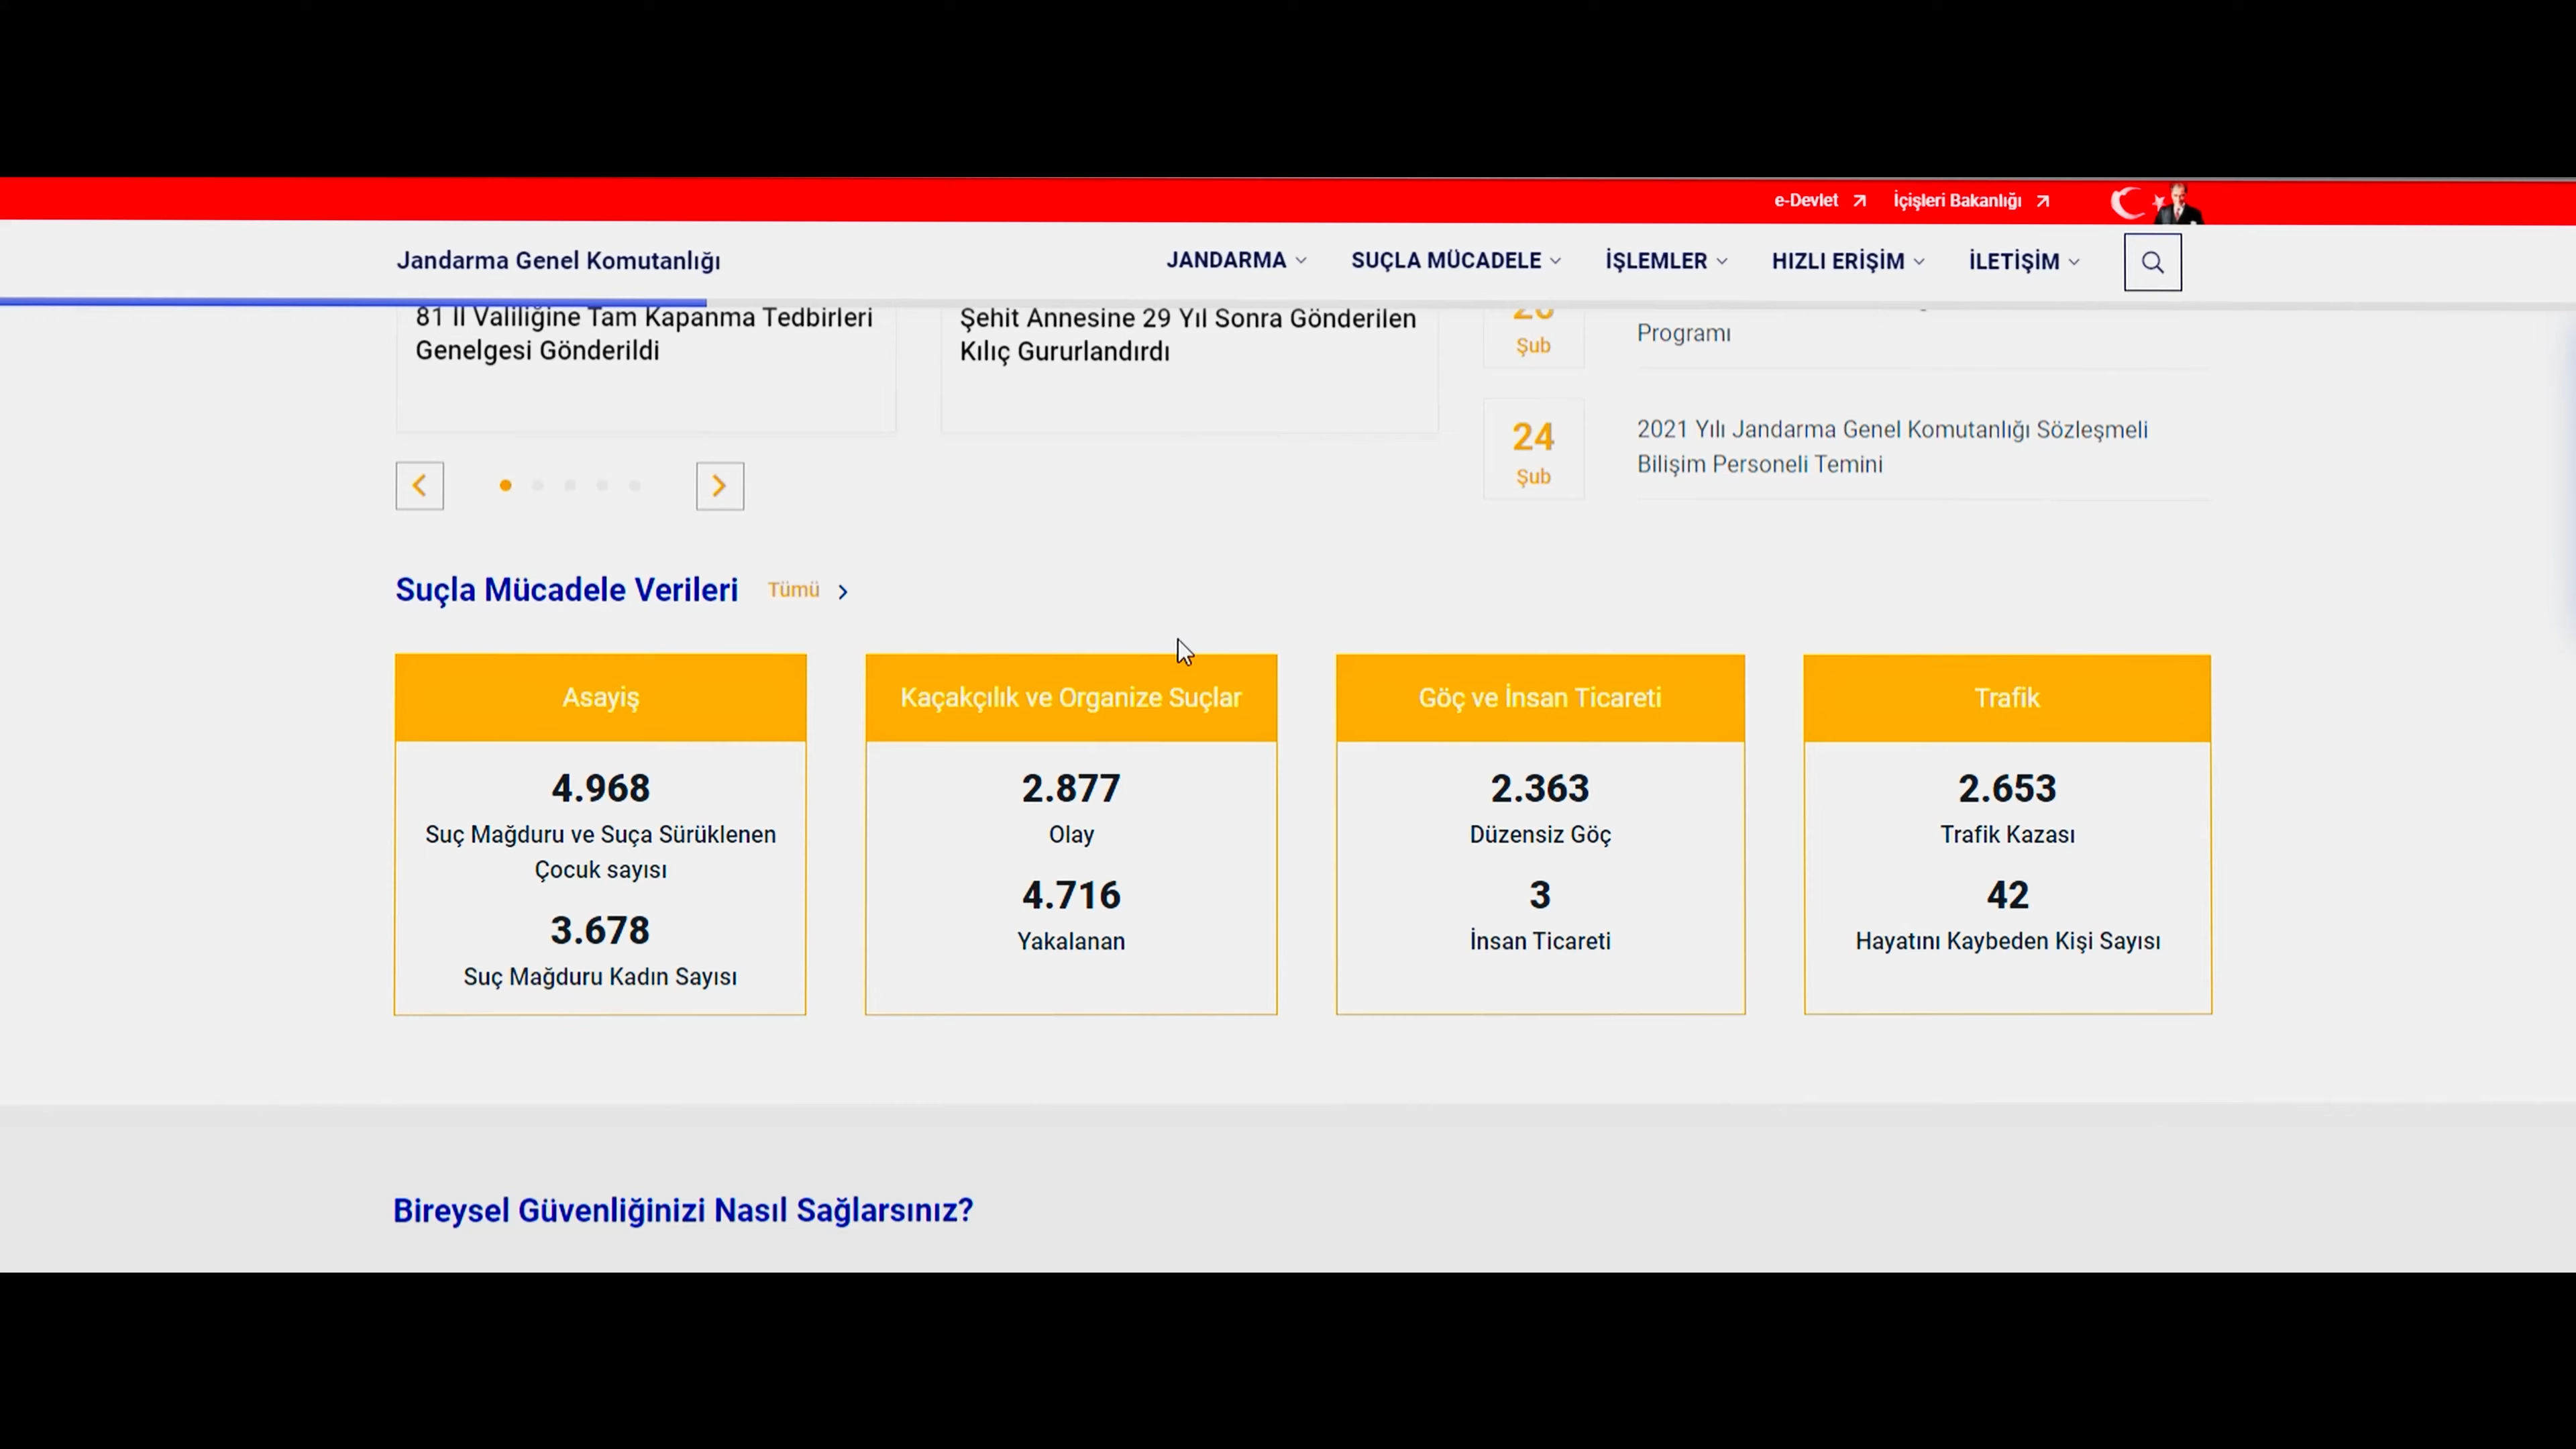 e-Devlet İçişleri Bakanlığı
Jandarma Genel Komutanlığı JANDARMA SUÇLA MÜCADELE İŞLEMLER HIZLI ERİŞİM İLETİŞİM
81 İl Valiliğine Tam Kapanma Tedbirleri
Genelgesi Gönderildi
Şehit Annesine 29 Yıl Sonra Gönderilen
Kılıç Gururlandırdı
Şub
Programı
24
Şub
2021 Yılı Jandarma Genel Komutanlığı Sözleşmeli
Bilişim Personeli Temini
Suçla Mücadele Verileri Tümü
Asayiş
4.968
Suç Mağduru ve Suça Sürüklenen
Çocuk sayısı
3.678
Suç Mağduru Kadın Sayısı
Kaçakçılık ve Organize Suçlar
2.877
Olay
4.716
Yakalanan
Göç ve İnsan Ticareti
2.363
Düzensiz Göç
3
İnsan Ticareti
Trafik
2.653
Trafik Kazası
42
Hayatını Kaybeden Kişi Sayısı
Bireysel Güvenliğinizi Nasıl Sağlarsınız?